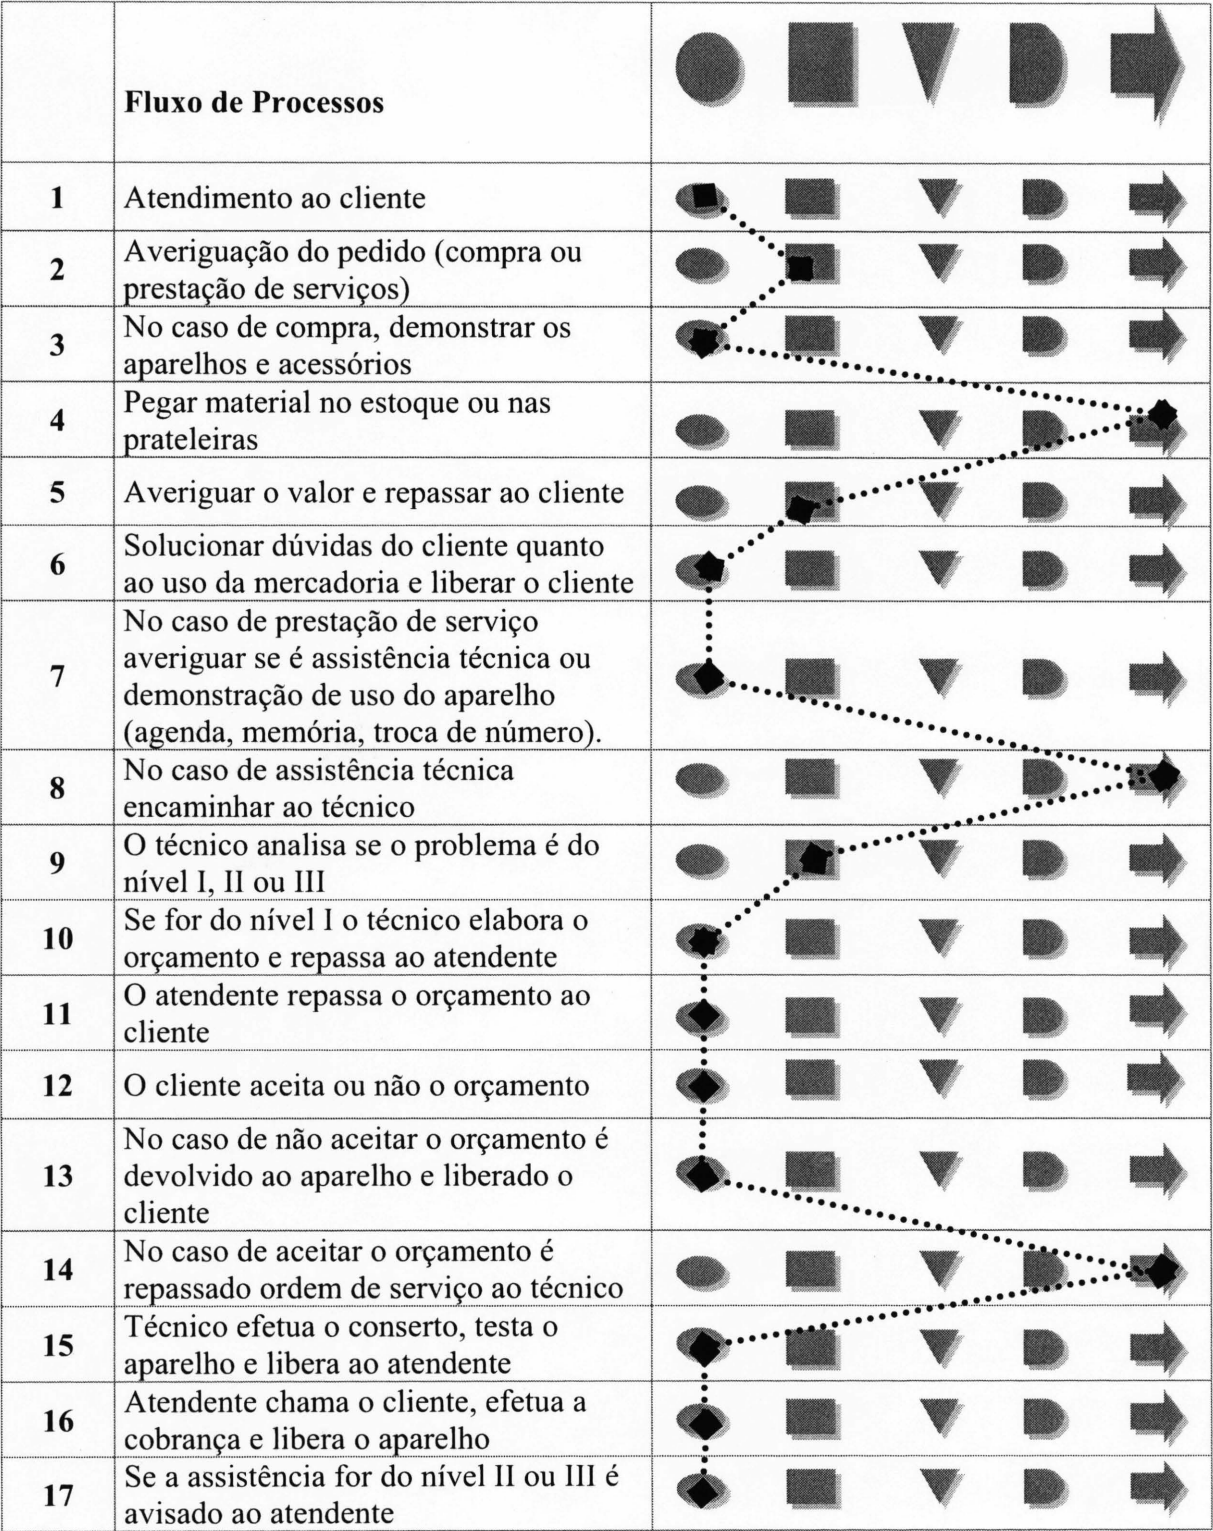 Fluxo de Processos
1
Atendimento ao cliente
2
Averiguação do pedido (compra ou
prestação de serviços)
3
No caso de compra, demonstrar os
aparelhos e acessórios
4
Pegar material no estoque ou nas
prateleiras
5
Averiguar o valor e repassar ao cliente
6
Solucionar dúvidas do cliente quanto
ao uso da mercadoria e liberar o cliente
7
No caso de prestação de serviço
averiguar se é assistência técnica ou
demonstração de uso do aparelho
(agenda, memória, troca de número).
8
No caso de assistência técnica
encaminhar ao técnico
9
O técnico analisa se o problema é do
nível I, II ou III
10
Se for do nível I o técnico elabora o
orçamento e repassa ao atendente
11
O atendente repassa o orçamento ao
cliente
12
O cliente aceita ou não o orçamento
13
No caso de não aceitar o orçamento é
devolvido ao aparelho e liberado o
cliente
14
No caso de aceitar o orçamento é
repassado ordem de serviço ao técnico
15
Técnico efetua o conserto, testa o
aparelho e libera ao atendente
16
Atendente chama o cliente, efetua a
cobrança e libera o aparelho
17
Se a assistência for do nível II ou III é
avisado ao atendente